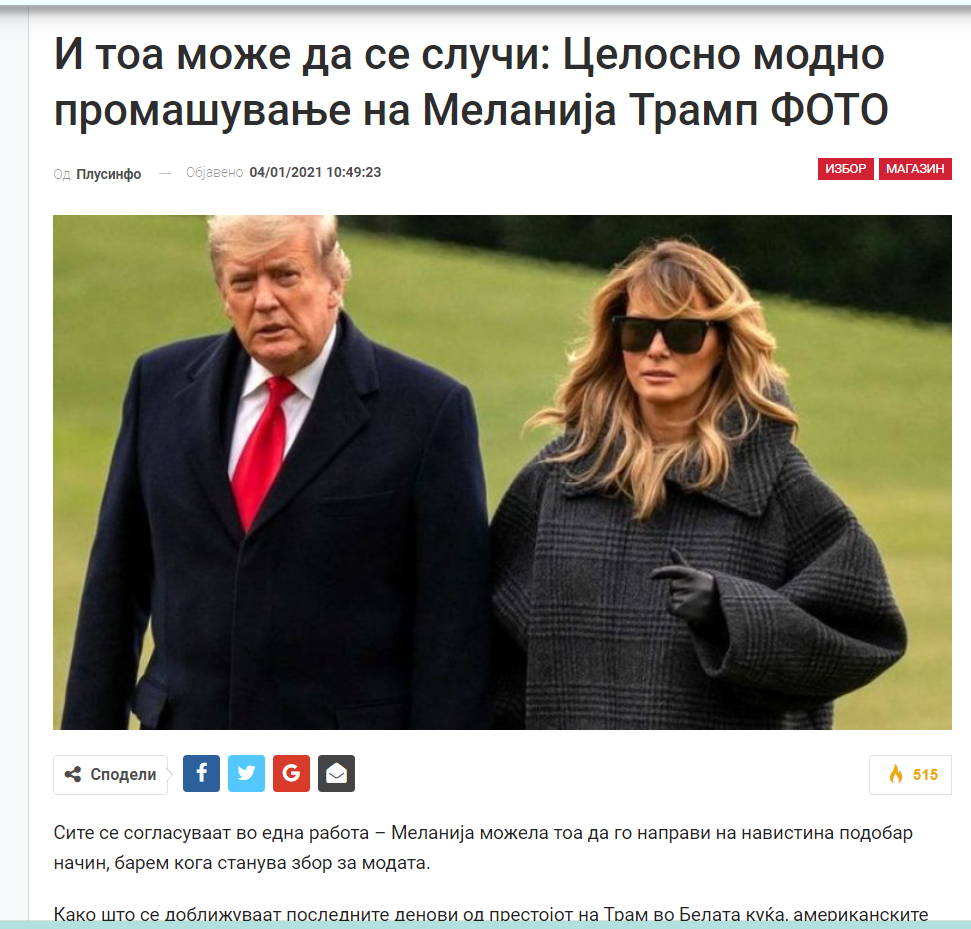 И тоа може да се случи: Целосно модно
промашување на Меланија Трамп ФОТО
Од Плусинфо — Објавено 04/01/2021 10:49:23
ИЗБОР МАГАЗИН
Сподели
515
Сите се согласуваат во една работа – Меланија можела тоа да го направи на навистина подобар
начин, барем кога станува збор за модата.
Како што се доближуваат последните денови од престојот на Трам во Белата куќа, американските